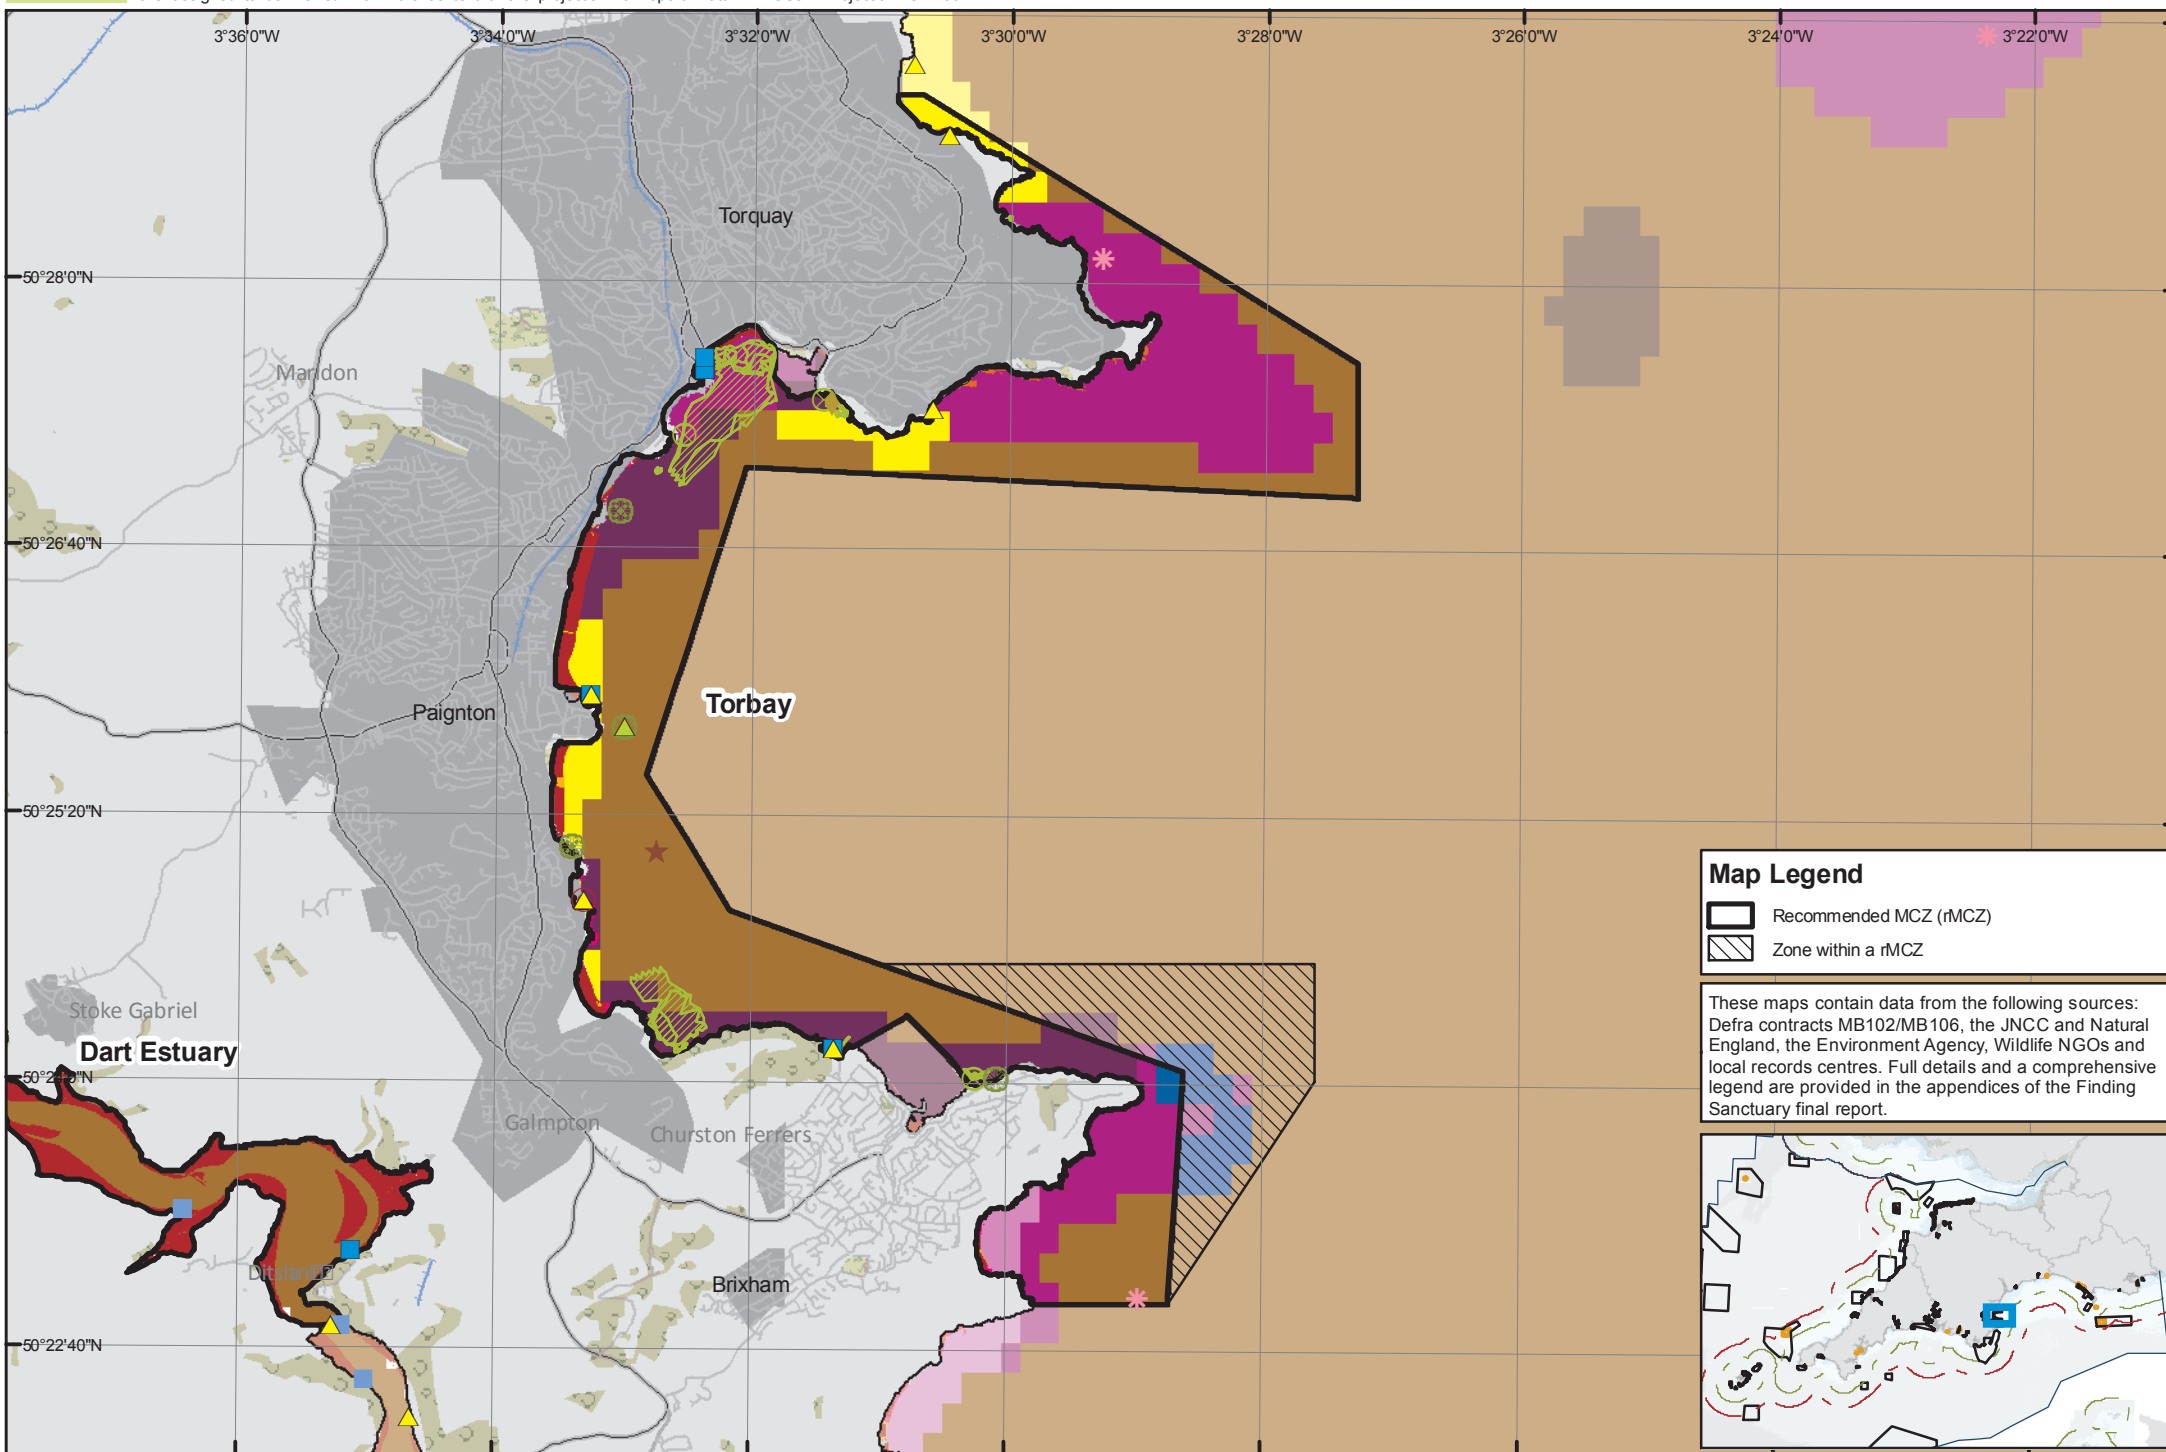 3°36'0"W
3°34'0"W
3°32'0"W
3°30'0"W
3°28'0"W
3°26'0"W
3°24'0"W
3°22'0"W
Torquay
50°28'0"N
Marldon
50°26'40"N
Torbay
Paignton
50°25'20"N
Map Legend
Recommended MCZ (rMCZ)
Zone within a rMCZ
Stoke Gabriel
Dart Estuary
These maps contain data from the following sources:
Defra contracts MB102/MB106, the JNCC and Natural
England, the Environment Agency, Wildlife NGOs and
local records centres. Full details and a comprehensive
legend are provided in the appendices of the Finding
Sanctuary final report.
Galmpton
Churston Ferrers
Brixham
50°22'40"N